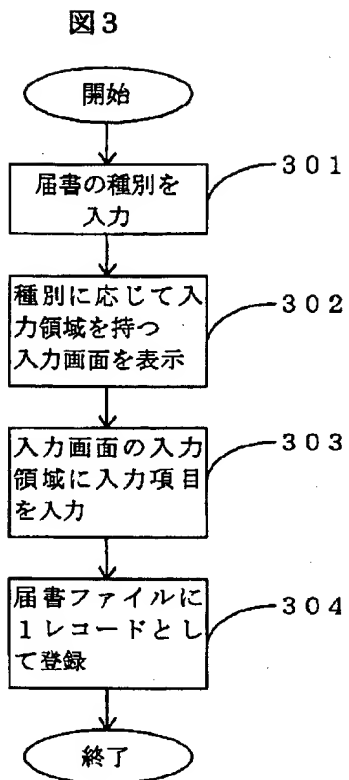 図3
開始
届書の種別を
入力
301
種別に応じて入
力領域を持つ
入力画面を表示
302
入力画面の入力
領域に入力項目
を入力
303
届書ファイルに
1レコードとし
て登録
304
終了